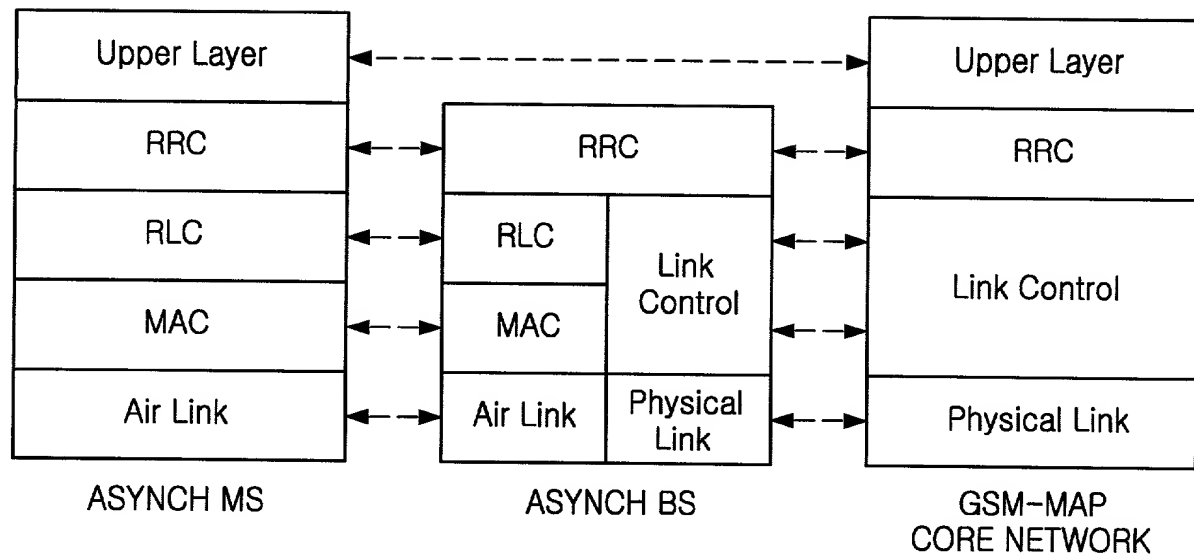 Upper Layer
RRC
RLC
MAC
Air Link
ASYNCH MS
RRC
RLC
MAC
Air Link
Link
Control
Physical
Link
ASYNCH BS
Upper Layer
RRC
Link Control
Physical Link
GSM-MAP
CORE NETWORK